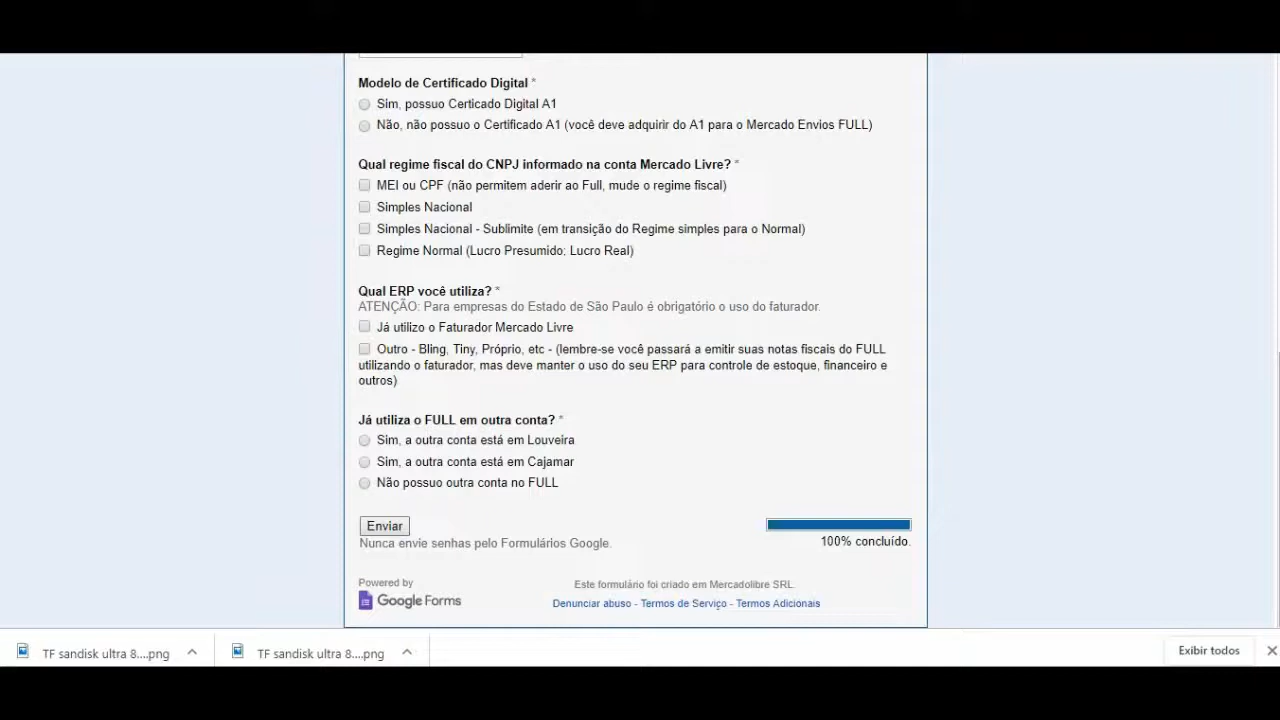 Modelo de Certificado Digital *
Sim, possuo Certicado Digital A1
Não, não possuo o Certificado A1 (você deve adquirir do A1 para o Mercado Envios FULL)
Qual regime fiscal do CNPJ informado na conta Mercado Livre? *
MEI ou CPF (não permitem aderir ao Full, mude o regime fiscal)
Simples Nacional
Simples Nacional - Sublimite (em transição do Regime simples para o Normal)
Regime Normal (Lucro Presumido; Lucro Real)
Qual ERP você utiliza? *
ATENÇÃO: Para empresas do Estado de São Paulo é obrigatório o uso do faturador.
Já utilizo o Faturador Mercado Livre
Outro - Bling, Tiny, Próprio, etc - (lembre-se você passará a emitir suas notas fiscais do FULL
utilizando o faturador, mas deve manter o uso do seu ERP para controle de estoque, financeiro e
outros)
Já utiliza o FULL em outra conta? *
Sim, a outra conta está em Louveira
Sim, a outra conta está em Cajamar
Não possuo outra conta no FULL
Enviar
100% concluído.
Nunca envie senhas pelo Formulários Google.
Powered by
Google Forms
Este formulário foi criado em Mercadolibre SRL.
Denunciar abuso - Termos de Serviço - Termos Adicionais
TF sandisk ultra 8....png
TF sandisk ultra 8....png
Exibir todos